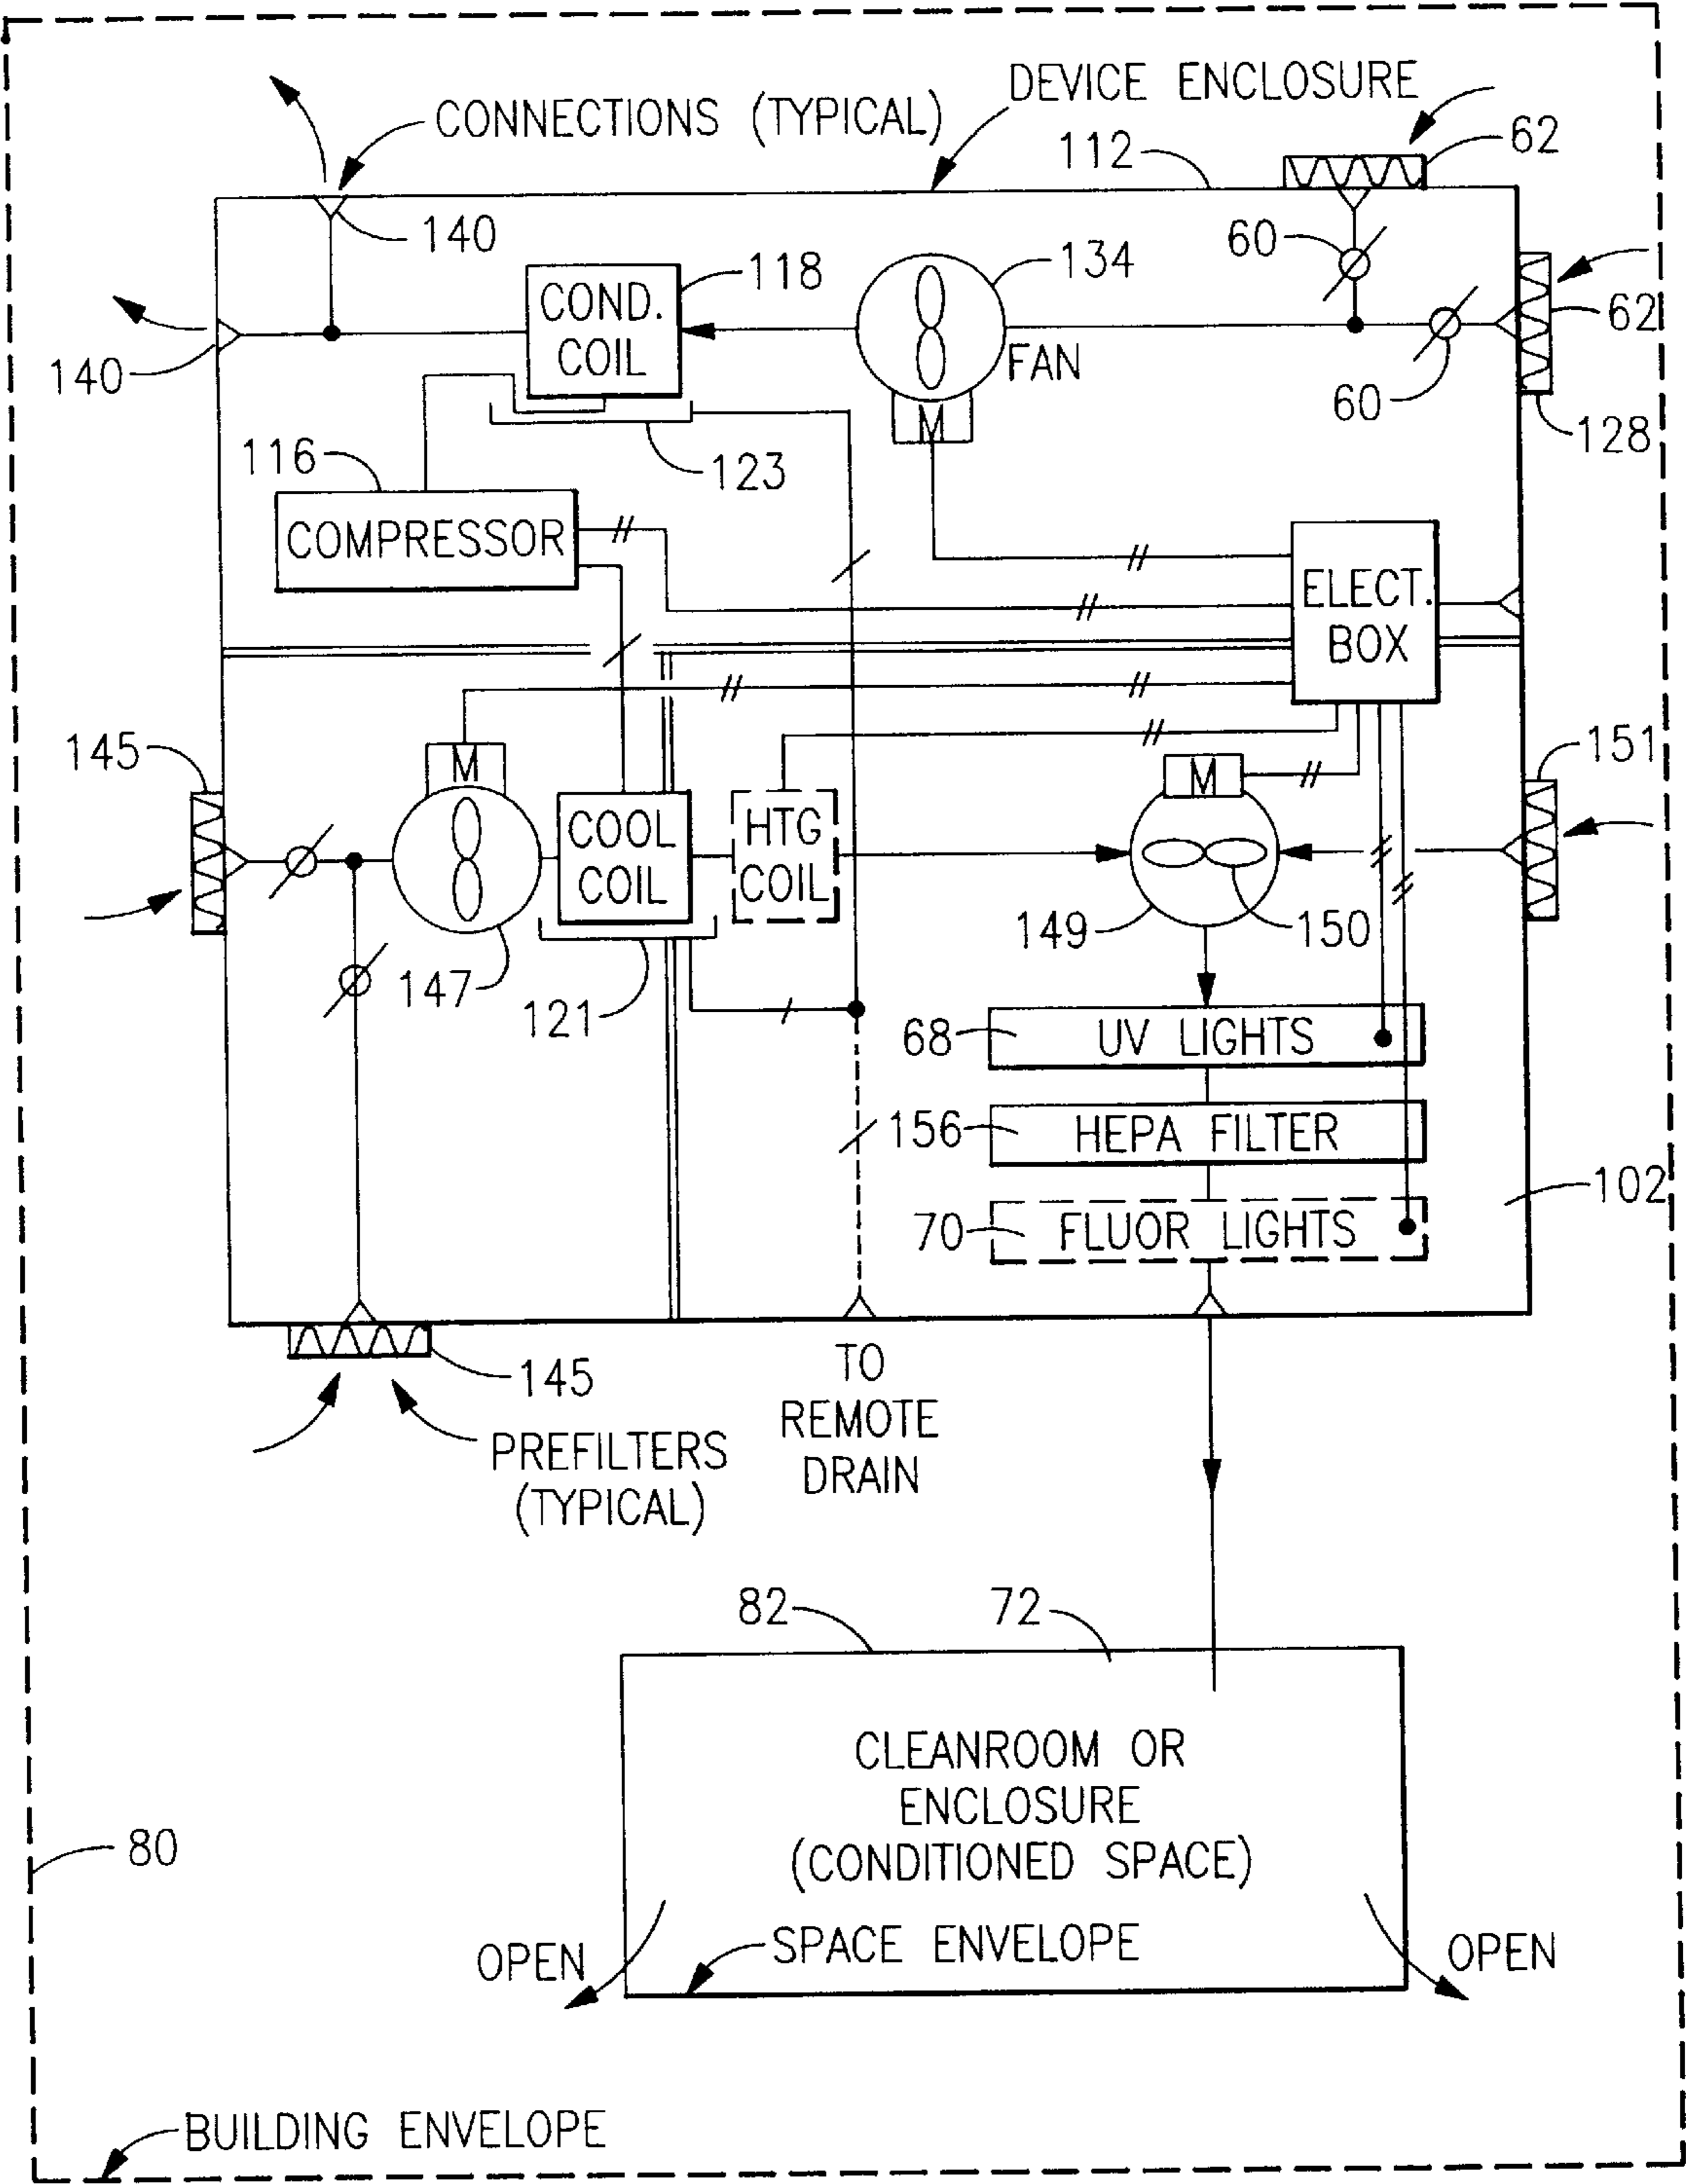 DEVICE ENCLOSURE
CONNECTIONS (TYPICAL)
112
62
140
60
118
134
COND.
COIL
62
FAN
140
60
128
116
123
COMPRESSOR
M
ELECT.
BOX
145
151
M
M
COOL
COIL
HTG
COIL
147
121
149
150
68
UV LIGHTS
156
HEPA FILTER
102
70
FLUOR LIGHTS
145
TO
REMOTE
DRAIN
PREFILTERS
(TYPICAL)
82
72
CLEANROOM OR
ENCLOSURE
(CONDITIONED SPACE)
80
SPACE ENVELOPE
OPEN
OPEN
BUILDING ENVELOPE